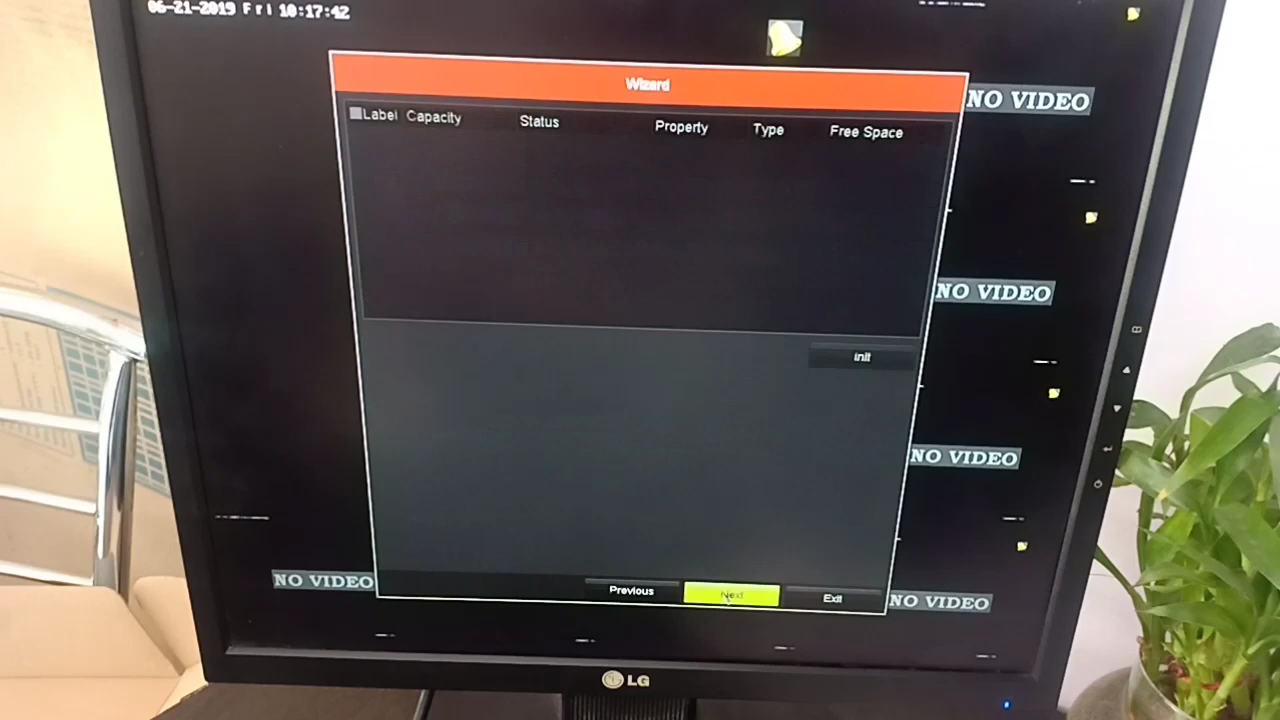 06-21-2019 Fri 10:17:42
Wizard
Label Capacity Status Property Type Free Space
NO VIDEO
NO VIDEO
Init
NO VIDEO
NO VIDEO
Previous Next Exit
NO VIDEO
LG